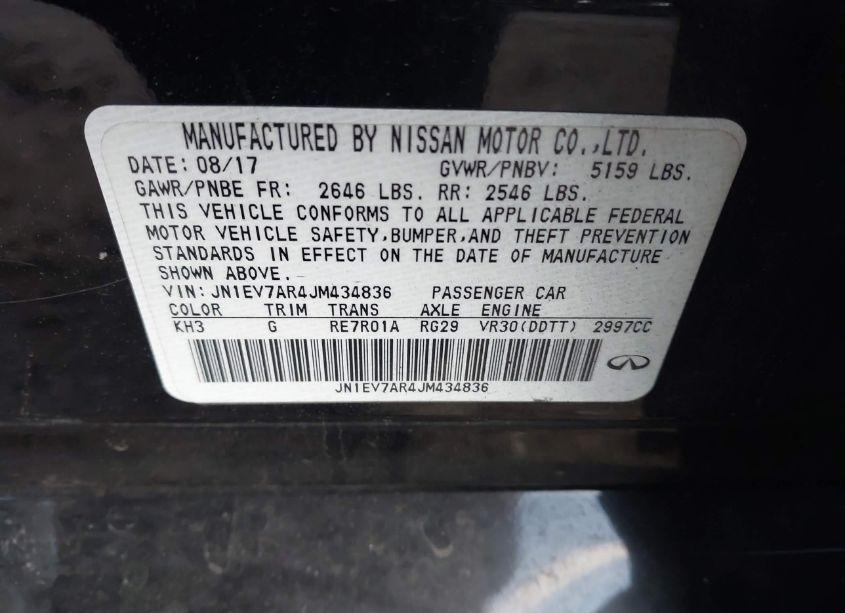 MANUFACTURED BY NISSAN MOTOR CO.,LTD.
DATE: 08/17 GVWR/PNBV: 5159 LBS.
GAWR/PNBE FR: 2646 LBS. RR: 2546 LBS.
THIS VEHICLE CONFORMS TO ALL APPLICABLE FEDERAL
MOTOR VEHICLE SAFETY,BUMPER,AND THEFT PREVENTION
STANDARDS IN EFFECT ON THE DATE OF MANUFACTURE
SHOWN ABOVE.
VIN: JN1EV7AR4JM434836 PASSENGER CAR
COLOR TRIM TRANS AXLE ENGINE
KH3 G RE7R01A RG29 VR30(DDTT) 2997CC
JN1EV7AR4JM434836